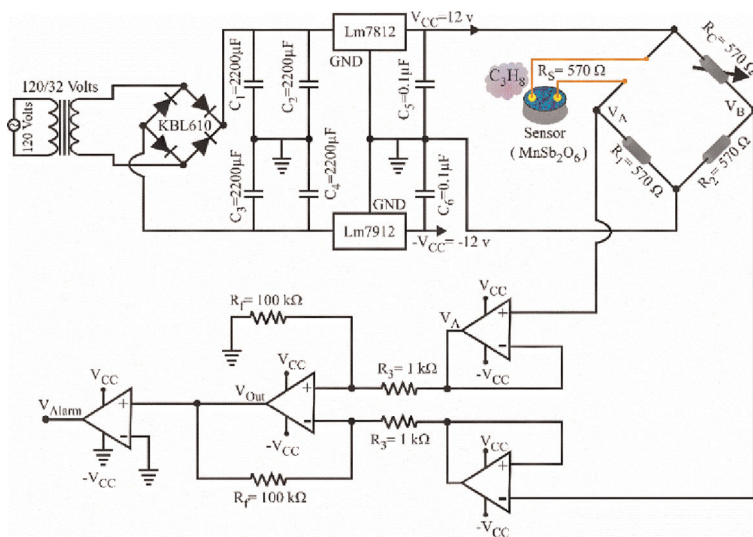 120/32 Volts
120 Volts
KBL610
C1=2200µF
C2=2200µF
C3=2200µF
C4=2200µF
Lm7812
GND
VCC=12 v
C5=0.1µF
C6=0.1µF
GND
Lm7912
-VCC= -12 v
C3H8
RS= 570 Ω
Sensor
( MnSb2O6)
RC= 570 Ω
VA
VB
R1= 570 Ω
R2= 570 Ω
Rf= 100 kΩ
VCC
VA
+
-
-VCC
R3= 1 kΩ
VCC
VOut
+
-
-VCC
R3= 1 kΩ
VCC
+
-
-VCC
Rf= 100 kΩ
VCC
VAlarm
+
-
-VCC